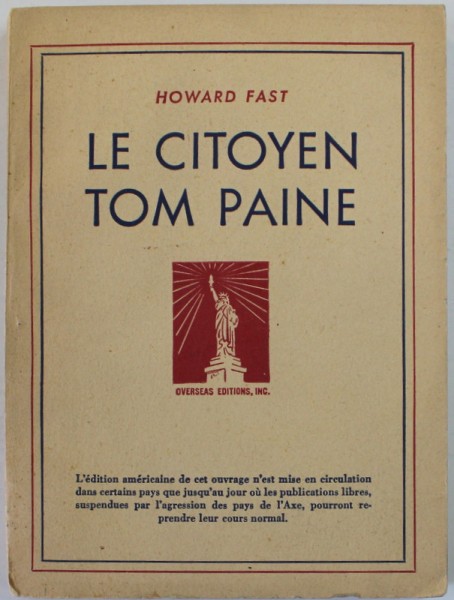 HOWARD FAST
LE CITOYEN
TOM PAINE
OVERSEAS EDITIONS, INC.
L'édition américaine de cet ouvrage n'est mise en circulation
dans certains pays que jusqu'au jour où les publications libres,
suspendues par l'agression des pays de l'Axe, pourront re-
prendre leur cours normal.